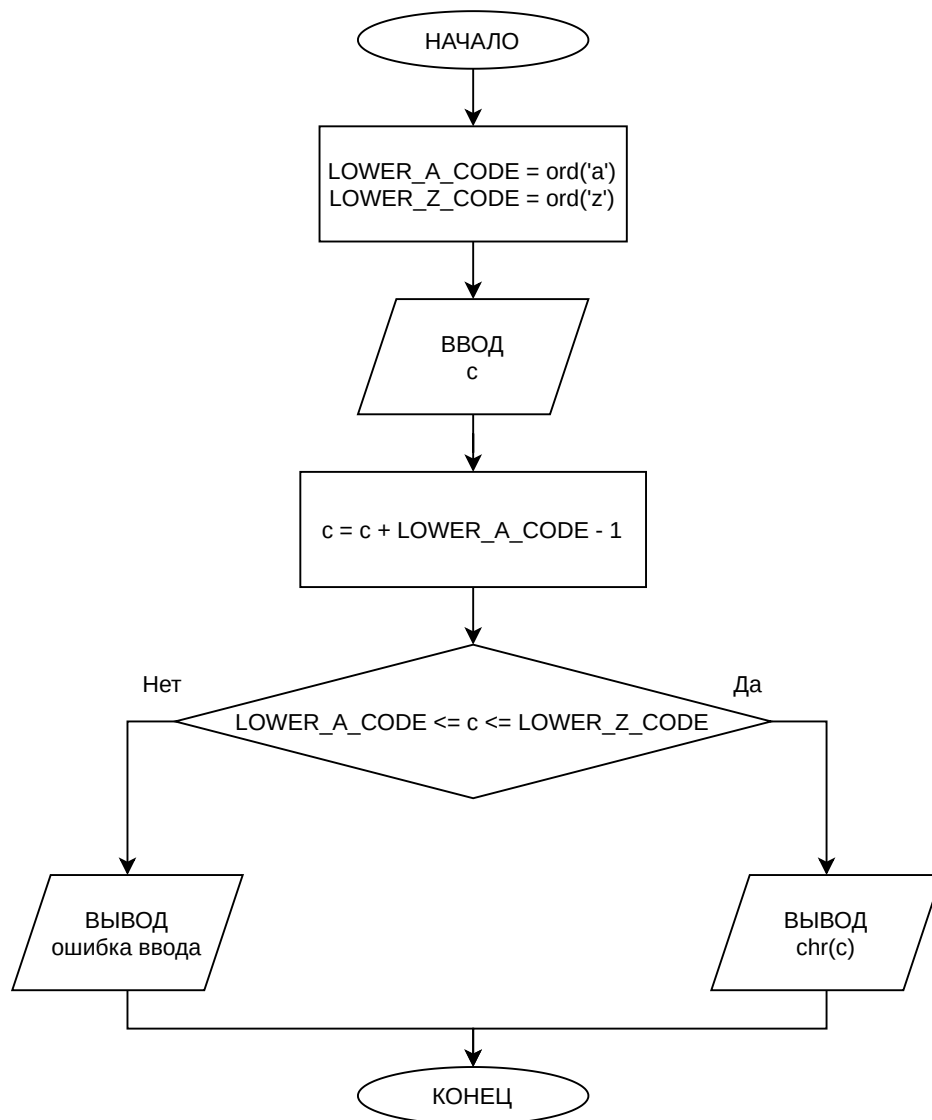 НАЧАЛО
LOWER_A_CODE = ord('a')
LOWER_Z_CODE = ord('z')
ВВОД
c
c = c + LOWER_A_CODE - 1
Нет
Да
LOWER_A_CODE <= c <= LOWER_Z_CODE
ВЫВОД
ошибка ввода
ВЫВОД
chr(c)
КОНЕЦ